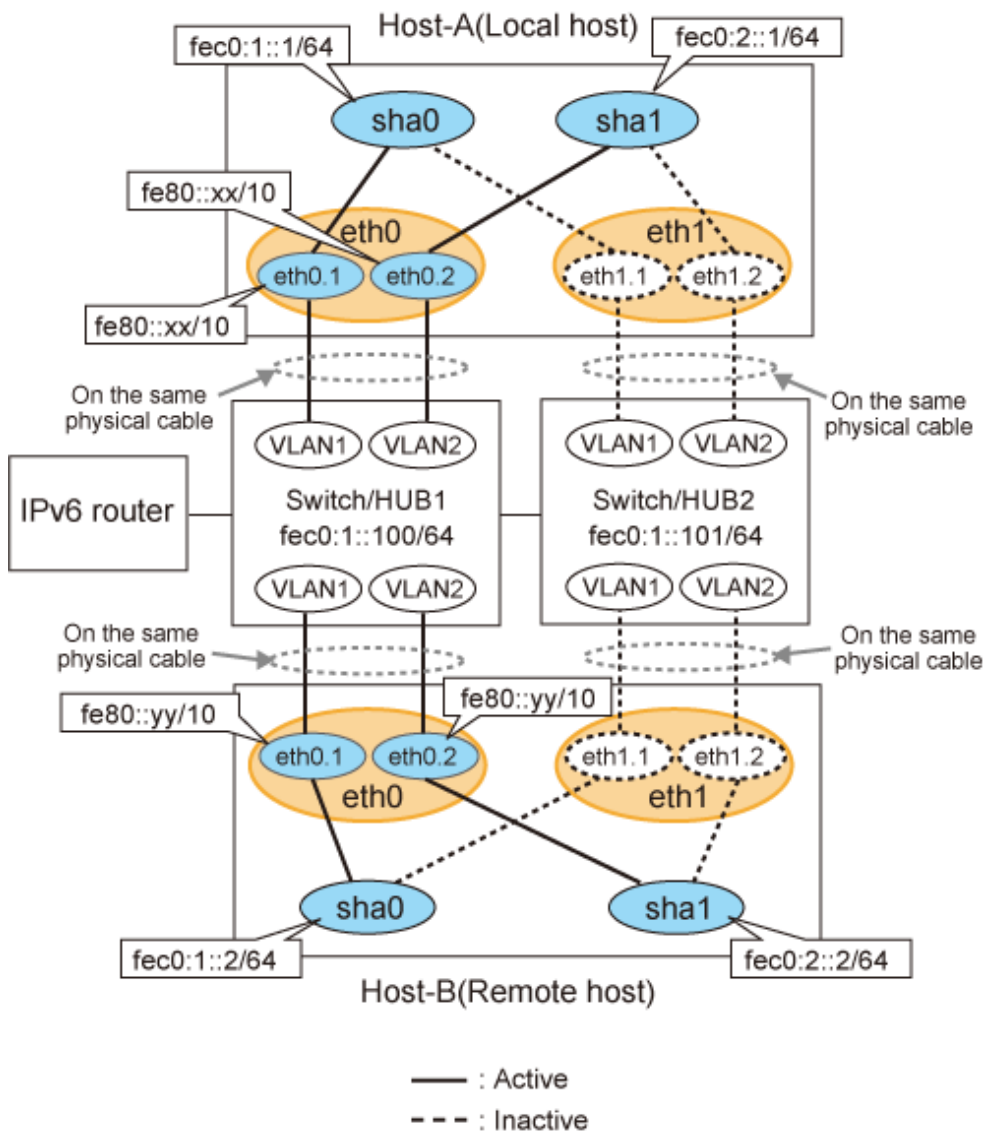 Host-A(Local host)
fec0:1::1/64
fec0:2::1/64
sha0
sha1
fe80::xx/10
eth0
eth1
eth0.1
eth0.2
eth1.1
eth1.2
fe80::xx/10
On the same
physical cable
On the same
physical cable
VLAN1
VLAN2
VLAN1
VLAN2
IPv6 router
Switch/HUB1
fec0:1::100/64
Switch/HUB2
fec0:1::101/64
VLAN1
VLAN2
VLAN1
VLAN2
On the same
physical cable
On the same
physical cable
fe80::yy/10
fe80::yy/10
eth0.1
eth0.2
eth1.1
eth1.2
eth0
eth1
sha0
sha1
fec0:1::2/64
fec0:2::2/64
Host-B(Remote host)
: Active
: Inactive